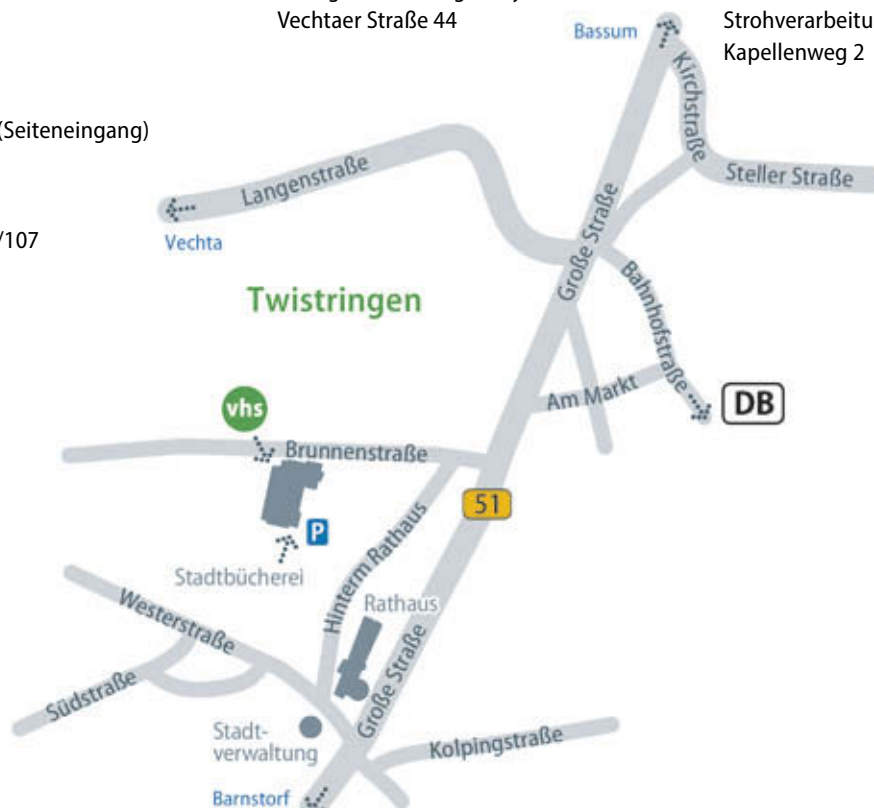 Vechtaer Straße 44
Strohverarbeitu
Kapellenweg 2
Bassum
Kirchstraße
(Seiteneingang)
Langenstraße
Steller Straße
/107
Vechta
Große Straße
Bahnhofstraße
Twistringen
Am Markt
DB
vhs
Brunnenstraße
51
P
Hinterm Rathaus
Stadtbücherei
Rathaus
Westerstraße
Große Straße
Südstraße
Stadt-
verwaltung
Kolpingstraße
Barnstorf